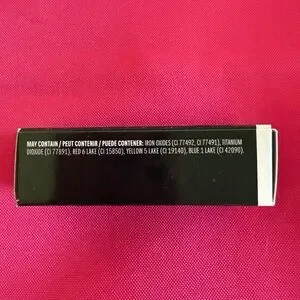 MAY CONTAIN / PEUT CONTENIR / PUEDE CONTENER: IRON OXIDES (CI 77492, CI 77491), TITANIUM
DIOXIDE (CI 77891), RED 6 LAKE (CI 15850), YELLOW 5 LAKE (CI 19140), BLUE 1 LAKE (CI 42090).